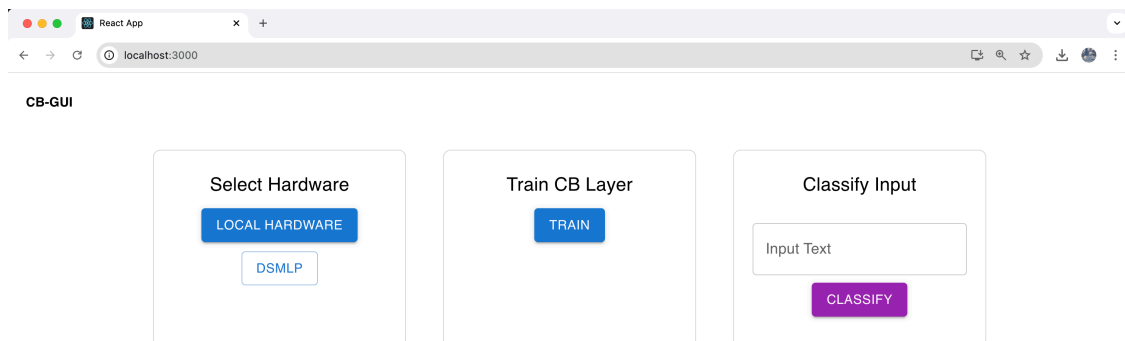 React App
localhost:3000
CB-GUI
Select Hardware
LOCAL HARDWARE
DSMLP
Train CB Layer
TRAIN
Classify Input
Input Text
CLASSIFY